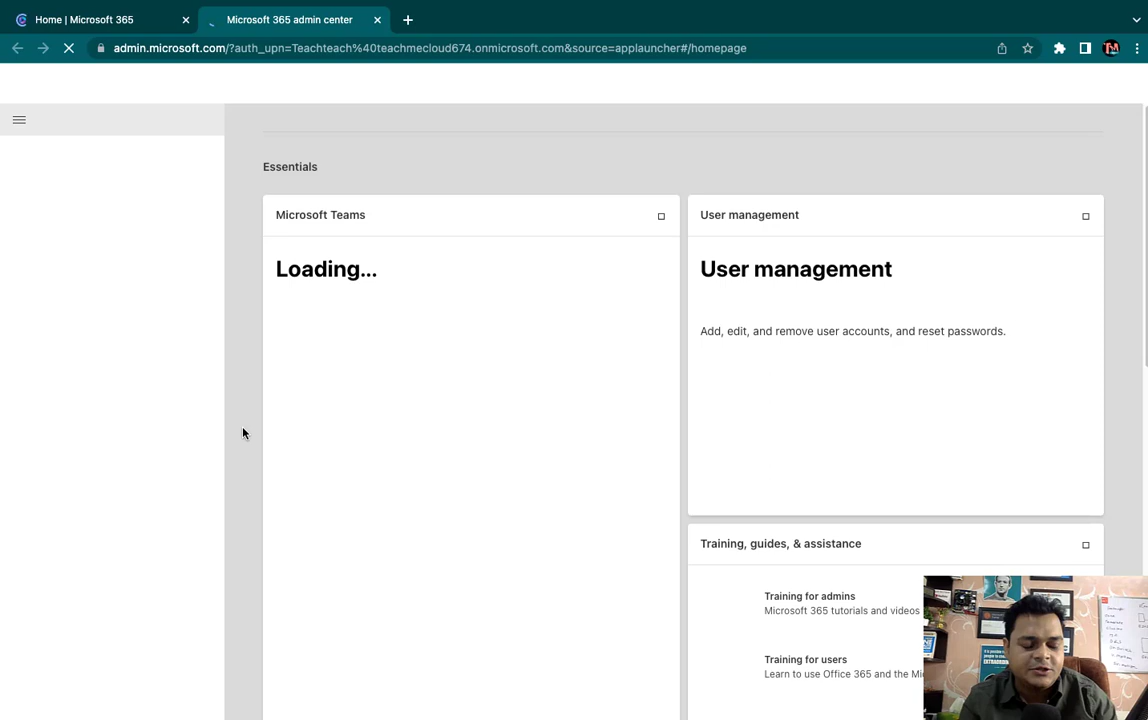 Home | Microsoft 365
Microsoft 365 admin center
admin.microsoft.com/?auth_upn=Teachteach%40teachmecloud674.onmicrosoft.com&source=applauncher#/homepage
Essentials
Microsoft Teams
Loading...
User management
User management
Add, edit, and remove user accounts, and reset passwords.
Training, guides, & assistance
Training for admins
Microsoft 365 tutorials and videos
Training for users
Learn to use Office 365 and the Mi
EXTRAORDIN